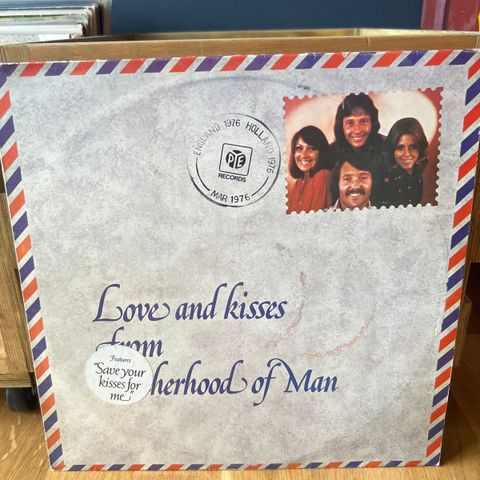 ENGLAND 1976 HOLLAND 1976
PYE
RECORDS
MAR 1976
Love and kisses
from
herhood of Man
Features
"Save your
kisses for
me"